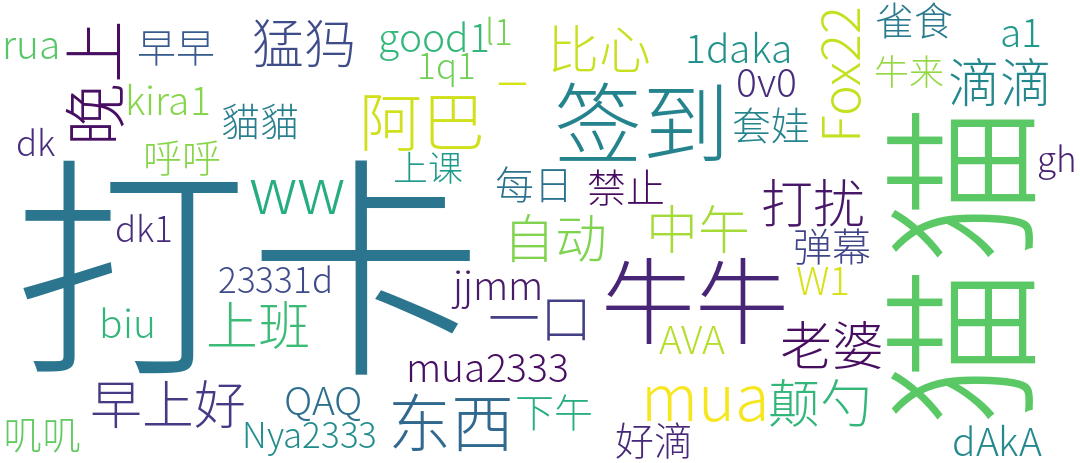 rua
晚上
早早
猛犸
good1
l1
1q1
比心
1daka
0v0
Fox22
雀食
a1
牛来
滴滴
kira1
貓貓
dk
呼呼
阿巴
_
签到
套娃
猫猫
gh
上课
每日
禁止
打卡
ww
dk1
自动
中午
打扰
弹幕
W1
23331d
jjmm
一口
牛牛
biu
上班
AVA
老婆
mua2333
早上好
QAQ
Nya2333
东西
下午
mua
颠勺
好滴
dAkA
叽叽